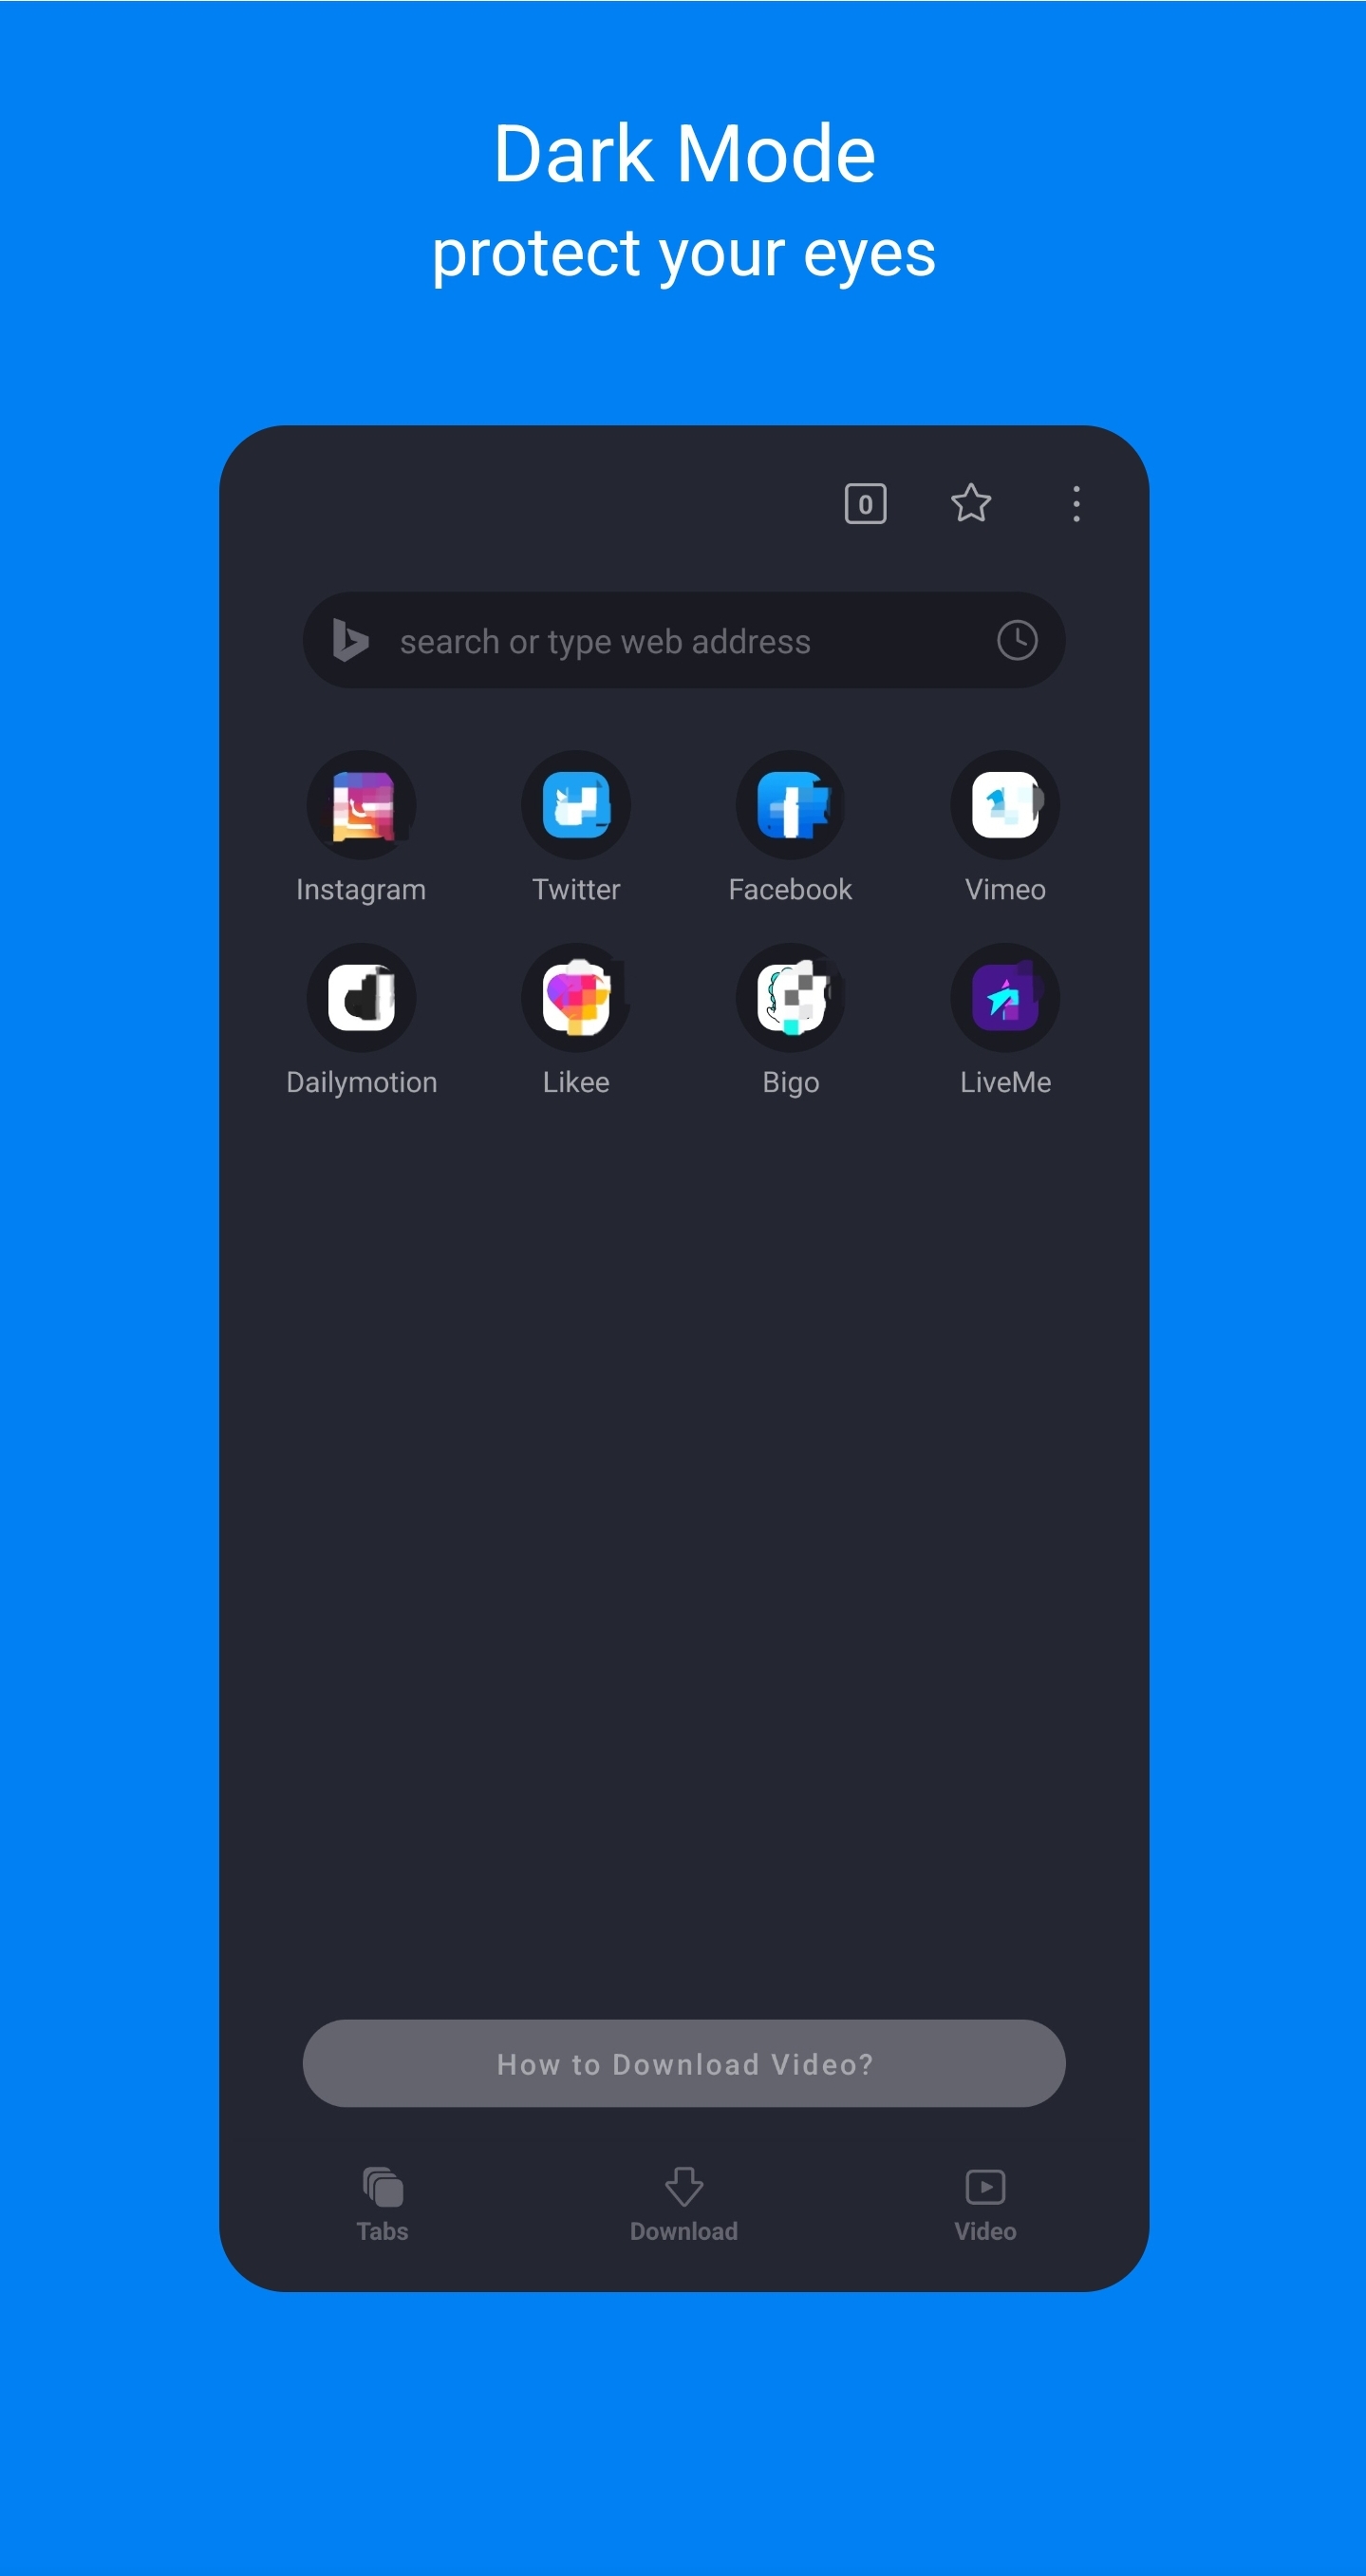 Dark Mode
protect your eyes
0
search or type web address
Instagram Twitter Facebook Vimeo
Dailymotion Likee Bigo LiveMe
How to Download Video?
Tabs Download Video